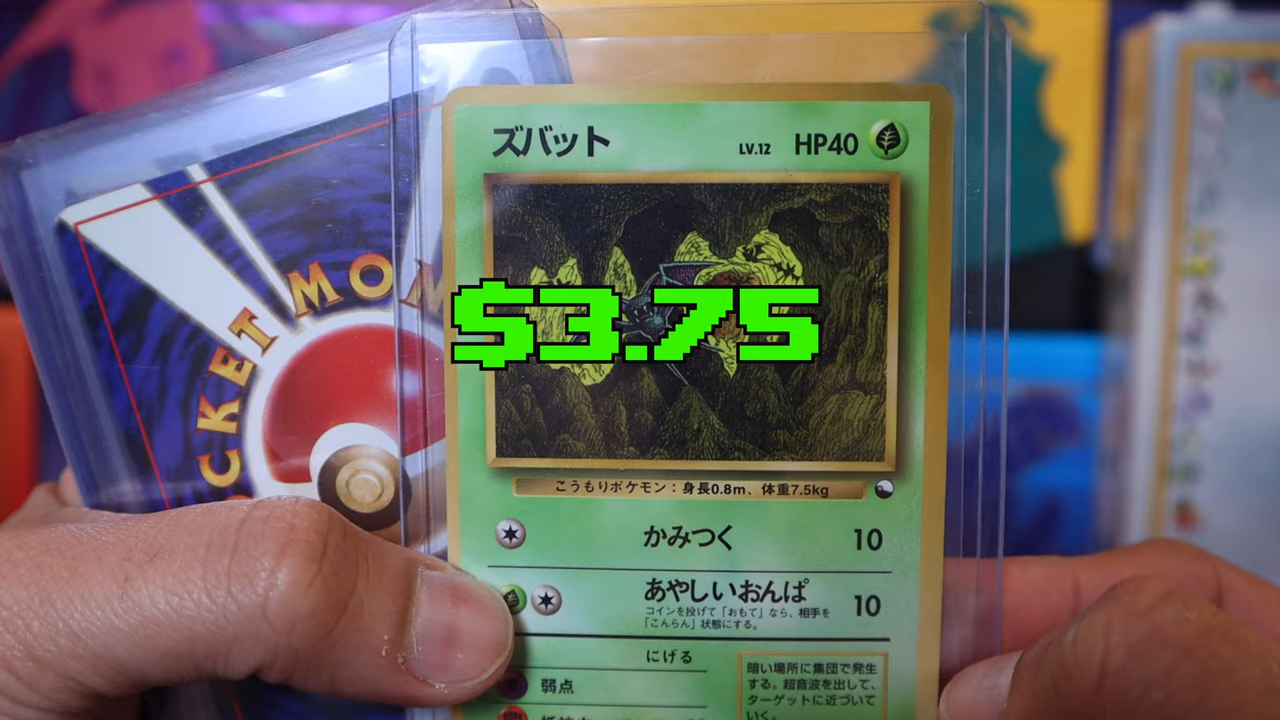 ズバット LV.12 HP40
$3.75
POCKET MON
こうもりポケモン：身長0.8m、体重7.5kg
かみつく 10
あやしいおんぱ 10
コインを投げて「おもて」なら、相手を
「こんらん」状態にする。
にげる
弱点
暗い場所に集団で発生
する。超音波を出して、
ターゲットに近づいて
いく。